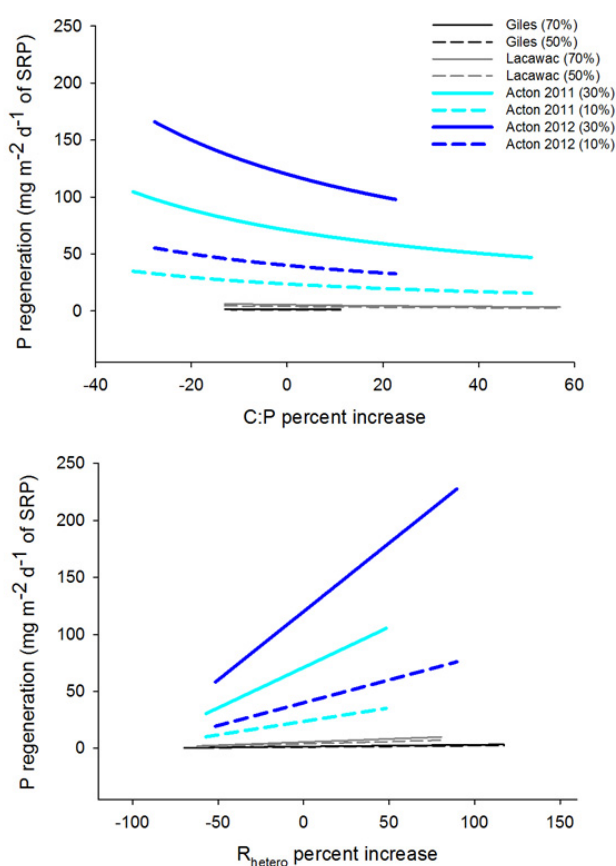 Giles (70%)
Giles (50%)
Lacawac (70%)
Lacawac (50%)
Acton 2011 (30%)
Acton 2011 (10%)
Acton 2012 (30%)
Acton 2012 (10%)
P regeneration (mg m⁻² d⁻¹ of SRP)
250
200
150
100
50
0
-40 -20 0 20 40 60
C:P percent increase
P regeneration (mg m⁻² d⁻¹ of SRP)
250
200
150
100
50
0
-100 -50 0 50 100 150
Rhetero percent increase